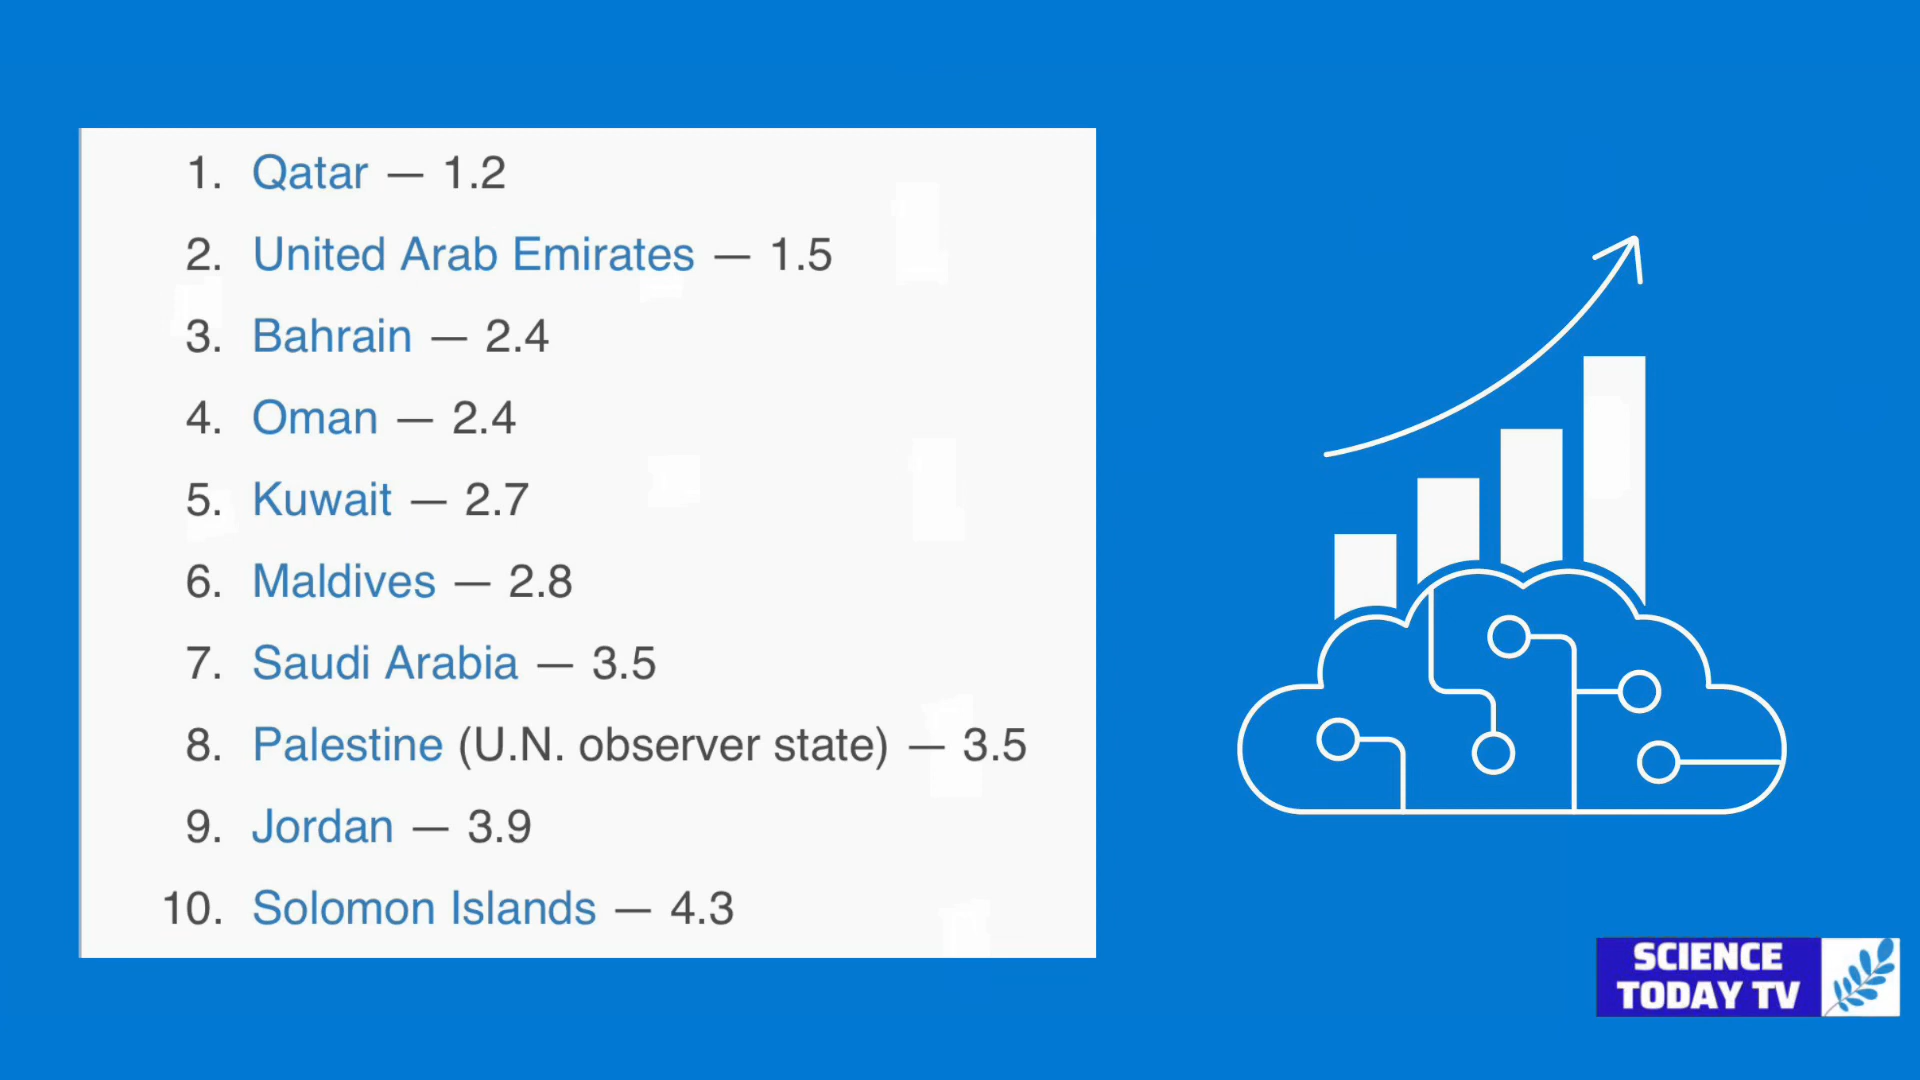 1. Qatar — 1.2
2. United Arab Emirates — 1.5
3. Bahrain — 2.4
4. Oman — 2.4
5. Kuwait — 2.7
6. Maldives — 2.8
7. Saudi Arabia — 3.5
8. Palestine (U.N. observer state) — 3.5
9. Jordan — 3.9
10. Solomon Islands — 4.3
SCIENCE
TODAY TV